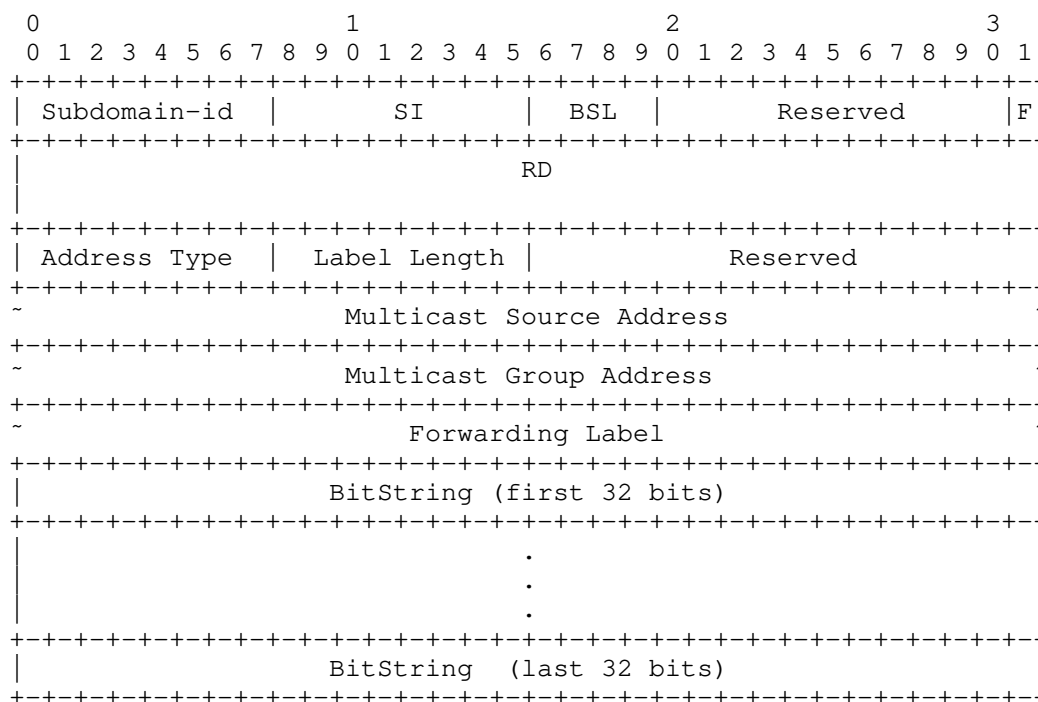 0                   1                   2                   3
0 1 2 3 4 5 6 7 8 9 0 1 2 3 4 5 6 7 8 9 0 1 2 3 4 5 6 7 8 9 0 1
+-+-+-+-+-+-+-+-+-+-+-+-+-+-+-+-+-+-+-+-+-+-+-+-+-+-+-+-+-+-+-+-
| Subdomain-id | SI | BSL | Reserved |F
+-+-+-+-+-+-+-+-+-+-+-+-+-+-+-+-+-+-+-+-+-+-+-+-+-+-+-+-+-+-+-+-
| RD
|
+-+-+-+-+-+-+-+-+-+-+-+-+-+-+-+-+-+-+-+-+-+-+-+-+-+-+-+-+-+-+-+-
| Address Type | Label Length | Reserved
+-+-+-+-+-+-+-+-+-+-+-+-+-+-+-+-+-+-+-+-+-+-+-+-+-+-+-+-+-+-+-+-
~ Multicast Source Address ~
+-+-+-+-+-+-+-+-+-+-+-+-+-+-+-+-+-+-+-+-+-+-+-+-+-+-+-+-+-+-+-+-
~ Multicast Group Address ~
+-+-+-+-+-+-+-+-+-+-+-+-+-+-+-+-+-+-+-+-+-+-+-+-+-+-+-+-+-+-+-+-
~ Forwarding Label ~
+-+-+-+-+-+-+-+-+-+-+-+-+-+-+-+-+-+-+-+-+-+-+-+-+-+-+-+-+-+-+-+-
| BitString (first 32 bits)
+-+-+-+-+-+-+-+-+-+-+-+-+-+-+-+-+-+-+-+-+-+-+-+-+-+-+-+-+-+-+-+-
| .
| .
| .
+-+-+-+-+-+-+-+-+-+-+-+-+-+-+-+-+-+-+-+-+-+-+-+-+-+-+-+-+-+-+-+-
| BitString (last 32 bits)
+-+-+-+-+-+-+-+-+-+-+-+-+-+-+-+-+-+-+-+-+-+-+-+-+-+-+-+-+-+-+-+-